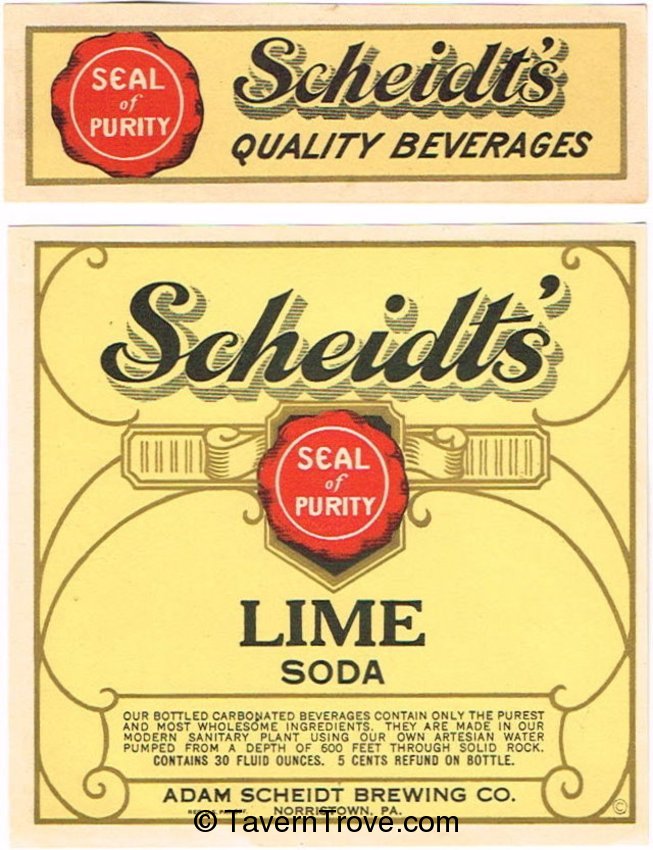 SEAL
of
PURITY
Scheidt's
QUALITY BEVERAGES
Scheidt's
SEAL
of
PURITY
LIME
SODA
OUR BOTTLED CARBONATED BEVERAGES CONTAIN ONLY THE PUREST
AND MOST WHOLESOME INGREDIENTS. THEY ARE MADE IN OUR
MODERN SANITARY PLANT USING OUR OWN ARTESIAN WATER
PUMPED FROM A DEPTH OF 600 FEET THROUGH SOLID ROCK.
CONTAINS 30 FLUID OUNCES. 5 CENTS REFUND ON BOTTLE.
ADAM SCHEIDT BREWING CO.
NORRISTOWN, PA.
©
© TavernTrove.com